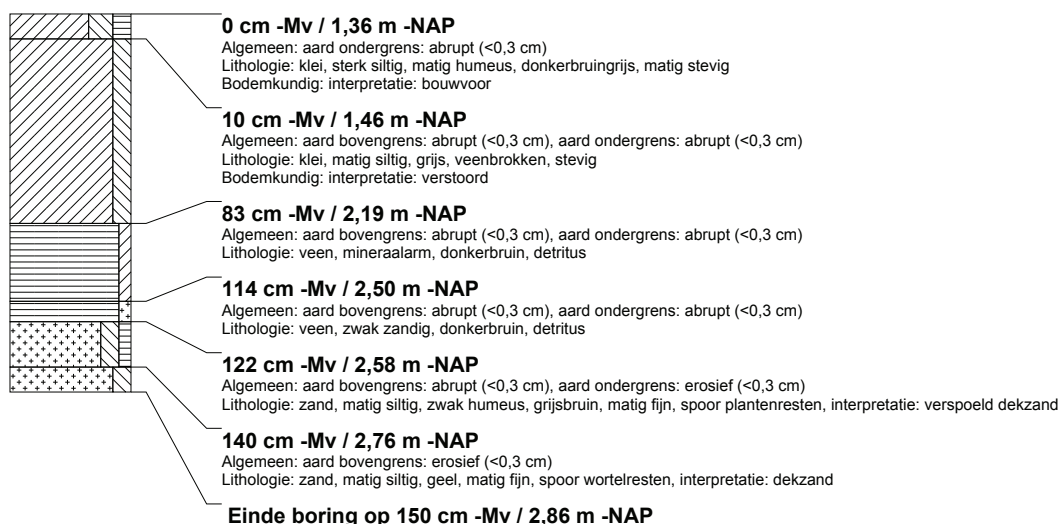 0 cm -Mv / 1,36 m -NAP
Algemeen: aard ondergrens: abrupt (<0,3 cm)
Lithologie: klei, sterk siltig, matig humeus, donkerbruingrijs, matig stevig
Bodemkundig: interpretatie: bouwvoor
10 cm -Mv / 1,46 m -NAP
Algemeen: aard bovengrens: abrupt (<0,3 cm), aard ondergrens: abrupt (<0,3 cm)
Lithologie: klei, matig siltig, grijs, veenbrokken, stevig
Bodemkundig: interpretatie: verstoord
83 cm -Mv / 2,19 m -NAP
Algemeen: aard bovengrens: abrupt (<0,3 cm), aard ondergrens: abrupt (<0,3 cm)
Lithologie: veen, mineraalarm, donkerbruin, detritus
114 cm -Mv / 2,50 m -NAP
Algemeen: aard bovengrens: abrupt (<0,3 cm), aard ondergrens: abrupt (<0,3 cm)
Lithologie: veen, zwak zandig, donkerbruin, detritus
122 cm -Mv / 2,58 m -NAP
Algemeen: aard bovengrens: abrupt (<0,3 cm), aard ondergrens: erosief (<0,3 cm)
Lithologie: zand, matig siltig, zwak humeus, grijsbruin, matig fijn, spoor plantenresten, interpretatie: verspoeld dekzand
140 cm -Mv / 2,76 m -NAP
Algemeen: aard bovengrens: erosief (<0,3 cm)
Lithologie: zand, matig siltig, geel, matig fijn, spoor wortelresten, interpretatie: dekzand
Einde boring op 150 cm -Mv / 2,86 m -NAP